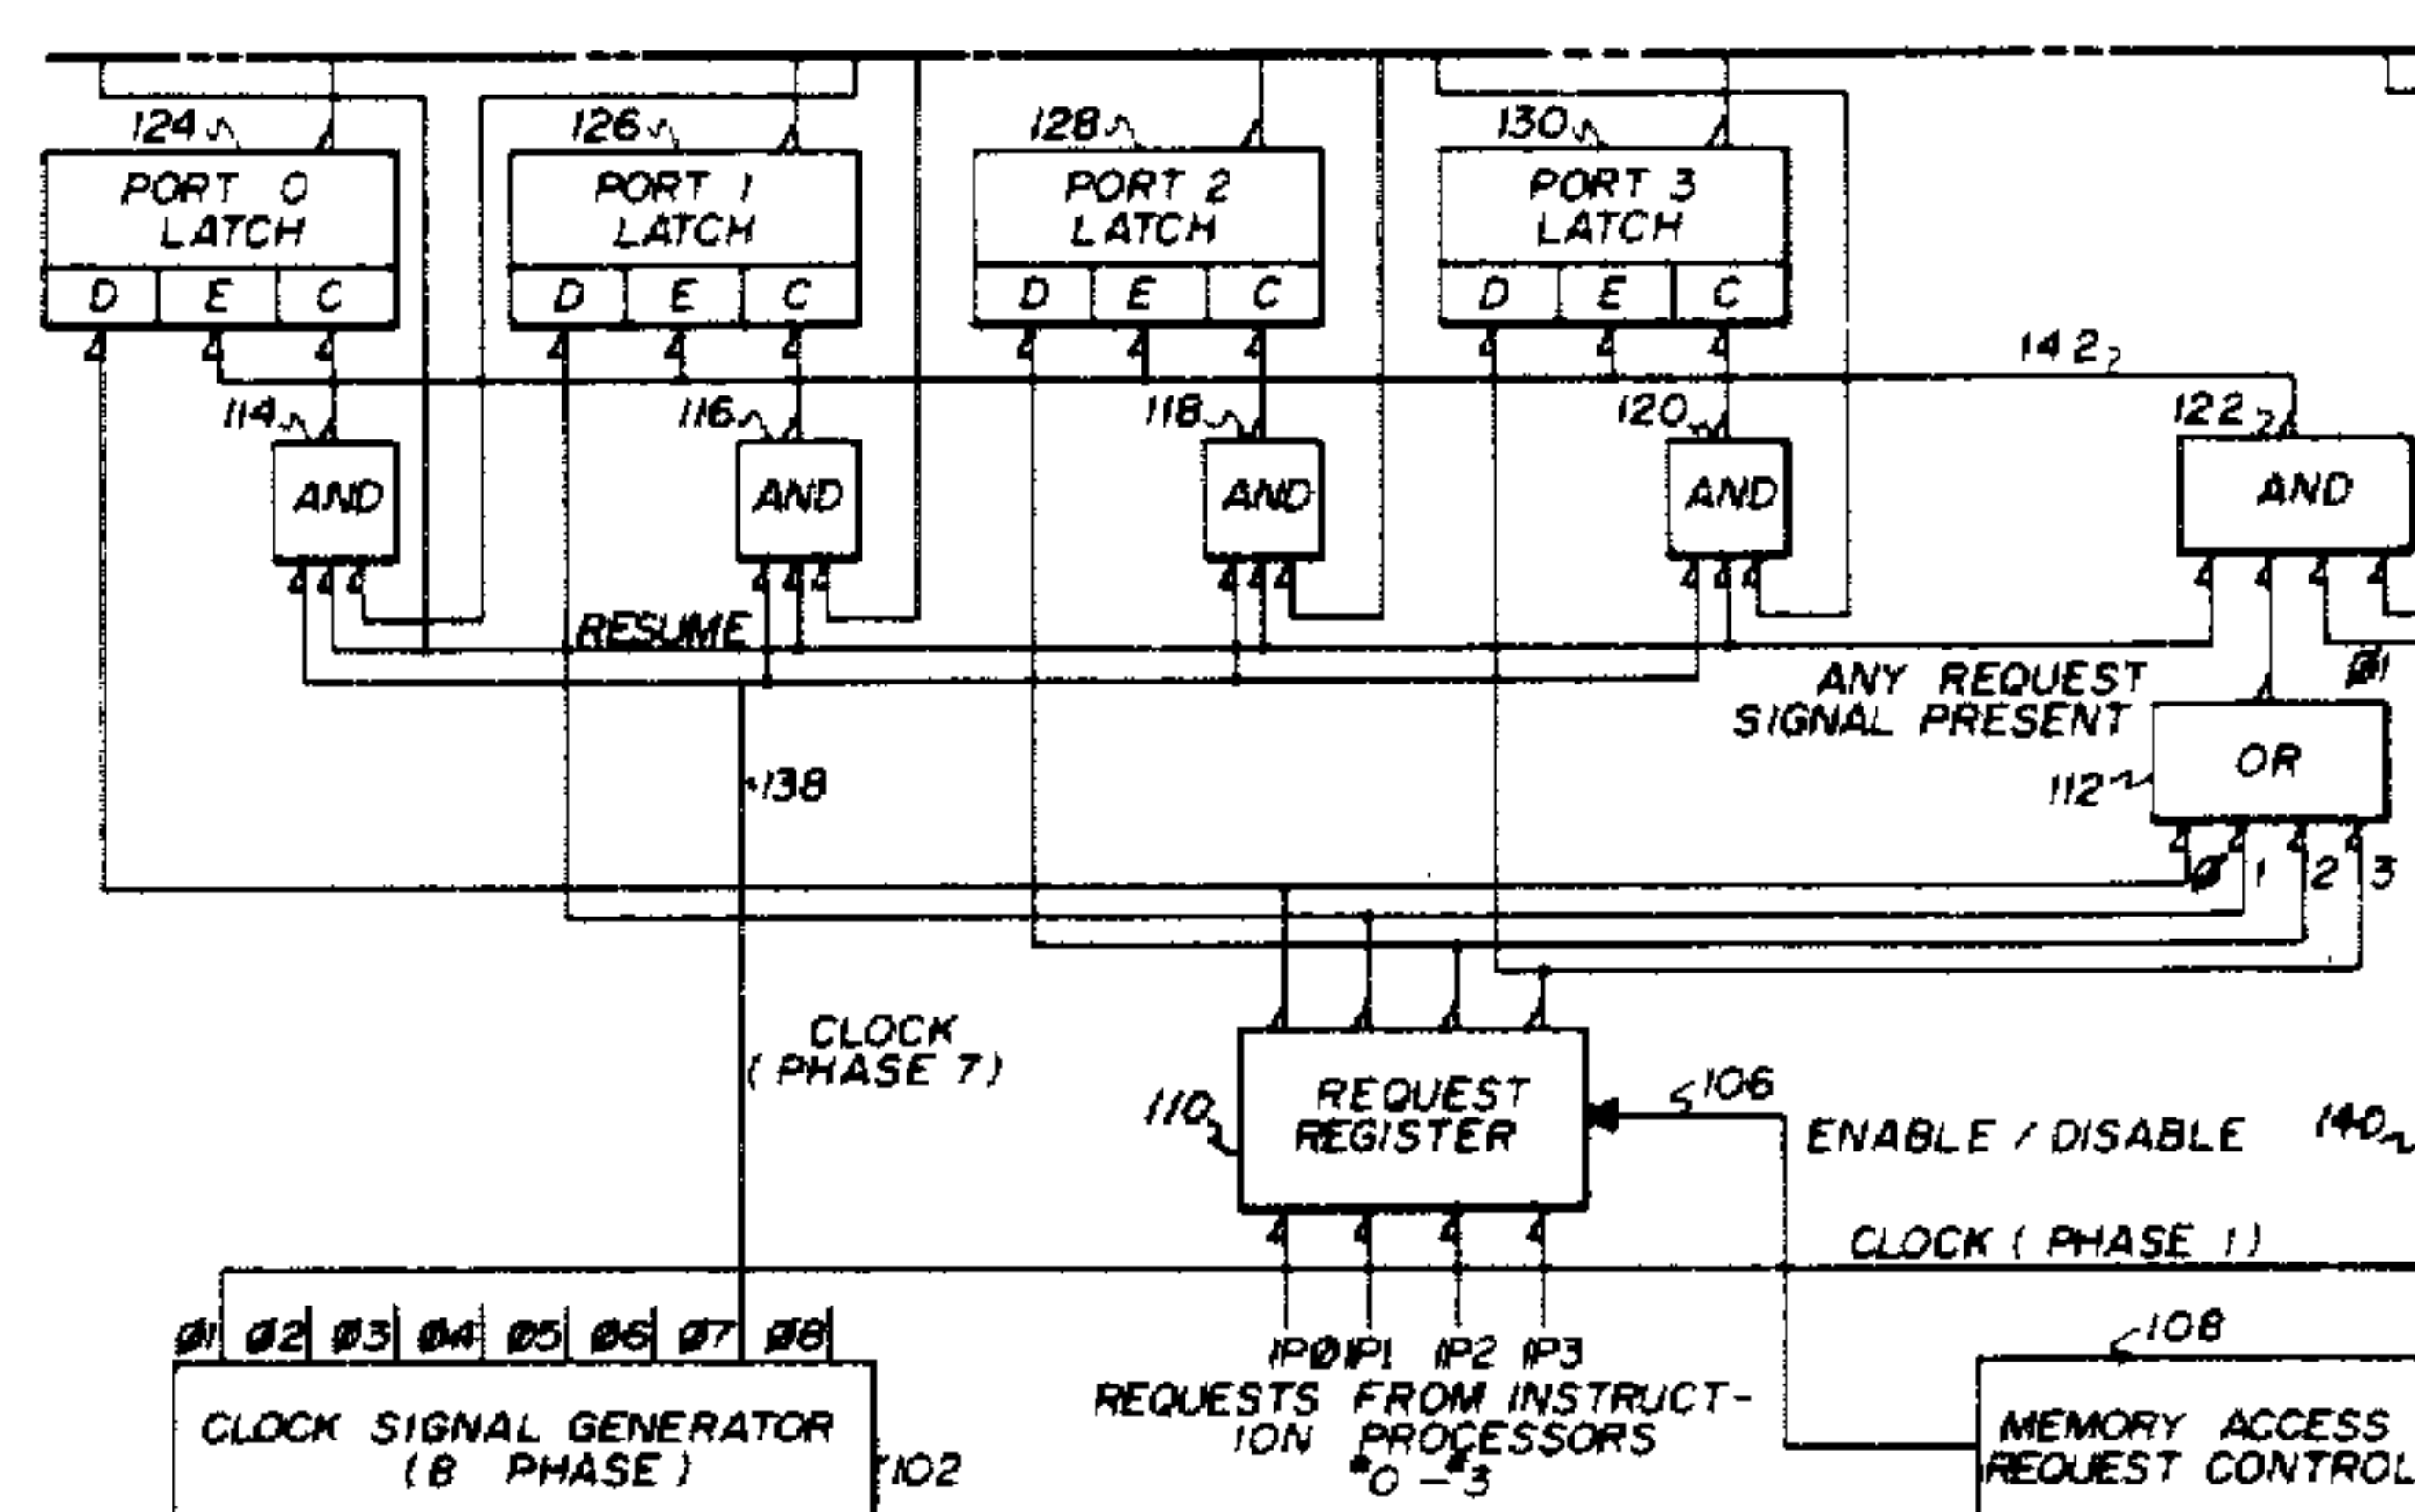 124
126
128
130
PORT 0
LATCH
PORT 1
LATCH
PORT 2
LATCH
PORT 3
LATCH
D E C
D E C
D E C
D E C
142
114
116
118
120
122
AND
AND
AND
AND
AND
RESUME
Ø1
ANY REQUEST
SIGNAL PRESENT
OR
112
138
Ø 1 2 3
CLOCK
(PHASE 7)
110
REQUEST
REGISTER
106
ENABLE / DISABLE
140
CLOCK ( PHASE 1 )
Ø1 Ø2 Ø3 Ø4 Ø5 Ø6 Ø7 Ø8
IPØ IP1 IP2 IP3
108
REQUESTS FROM INSTRUCT-
ION PROCESSORS
#0 - #3
CLOCK SIGNAL GENERATOR
(8 PHASE)
102
MEMORY ACCESS
REQUEST CONTROL